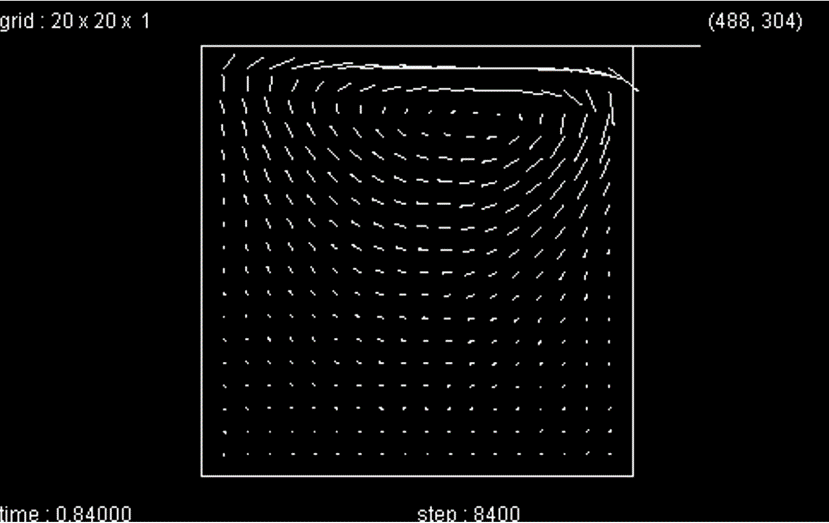 grid : 20 x 20 x 1
(488, 304)
time : 0.84000
step : 8400